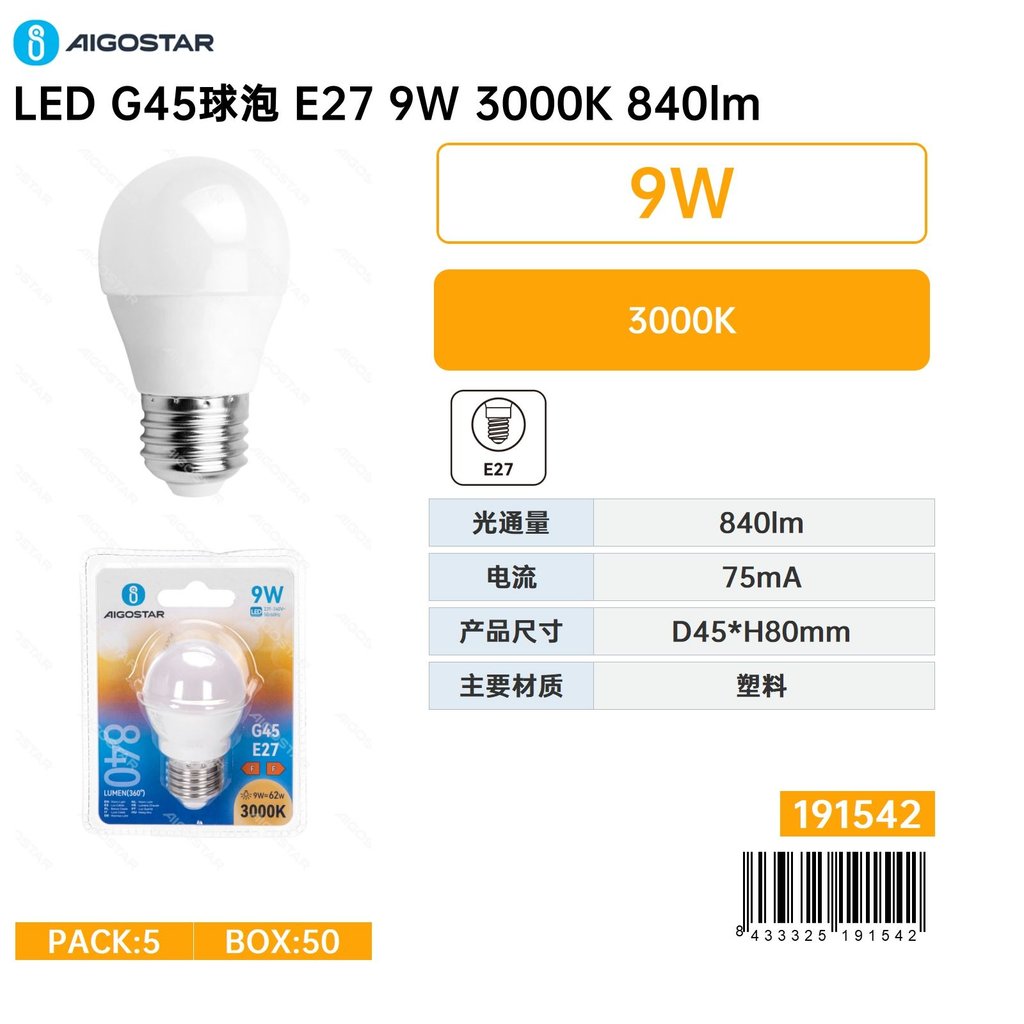 AIGOSTAR
LED G45球泡 E27 9W 3000K 840lm
9W
3000K
E27
光通量 840lm
电流 75mA
产品尺寸 D45*H80mm
主要材质 塑料
AIGOSTAR
9W
LED
G45
E27
F F
840
LUMEN(360°)
9W=62W
3000K
191542
8 433325 191542
PACK:5 BOX:50